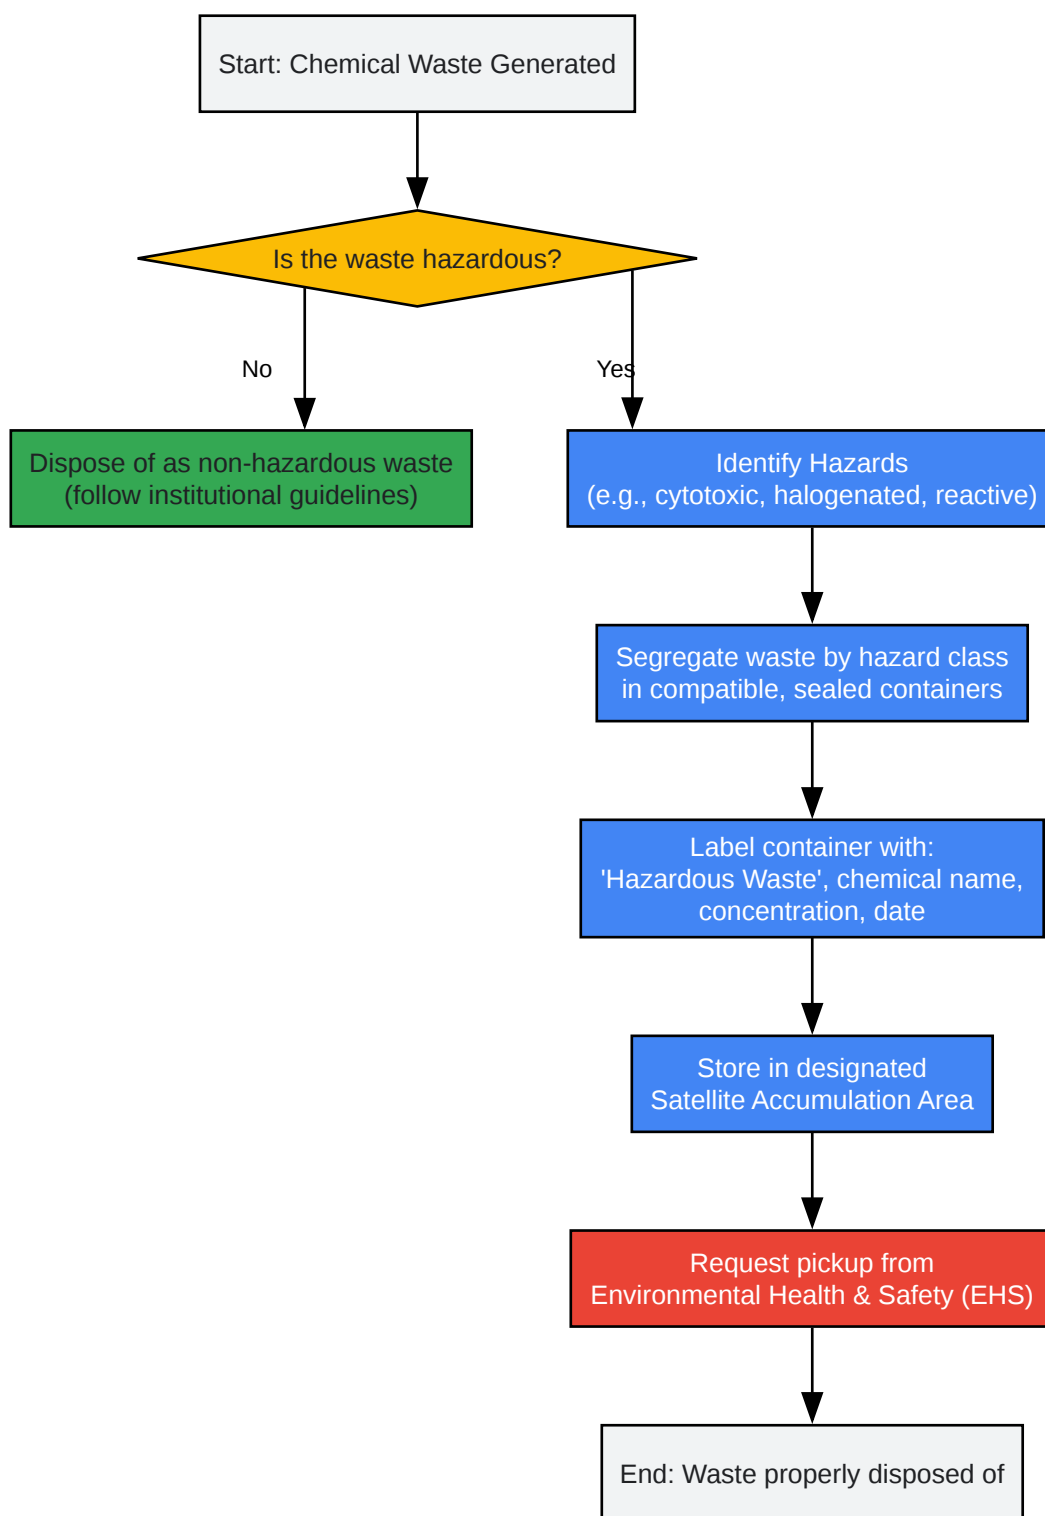 Start: Chemical Waste Generated
Is the waste hazardous?
No
Yes
Dispose of as non-hazardous waste
(follow institutional guidelines)
Identify Hazards
(e.g., cytotoxic, halogenated, reactive)
Segregate waste by hazard class
in compatible, sealed containers
Label container with:
'Hazardous Waste', chemical name,
concentration, date
Store in designated
Satellite Accumulation Area
Request pickup from
Environmental Health & Safety (EHS)
End: Waste properly disposed of